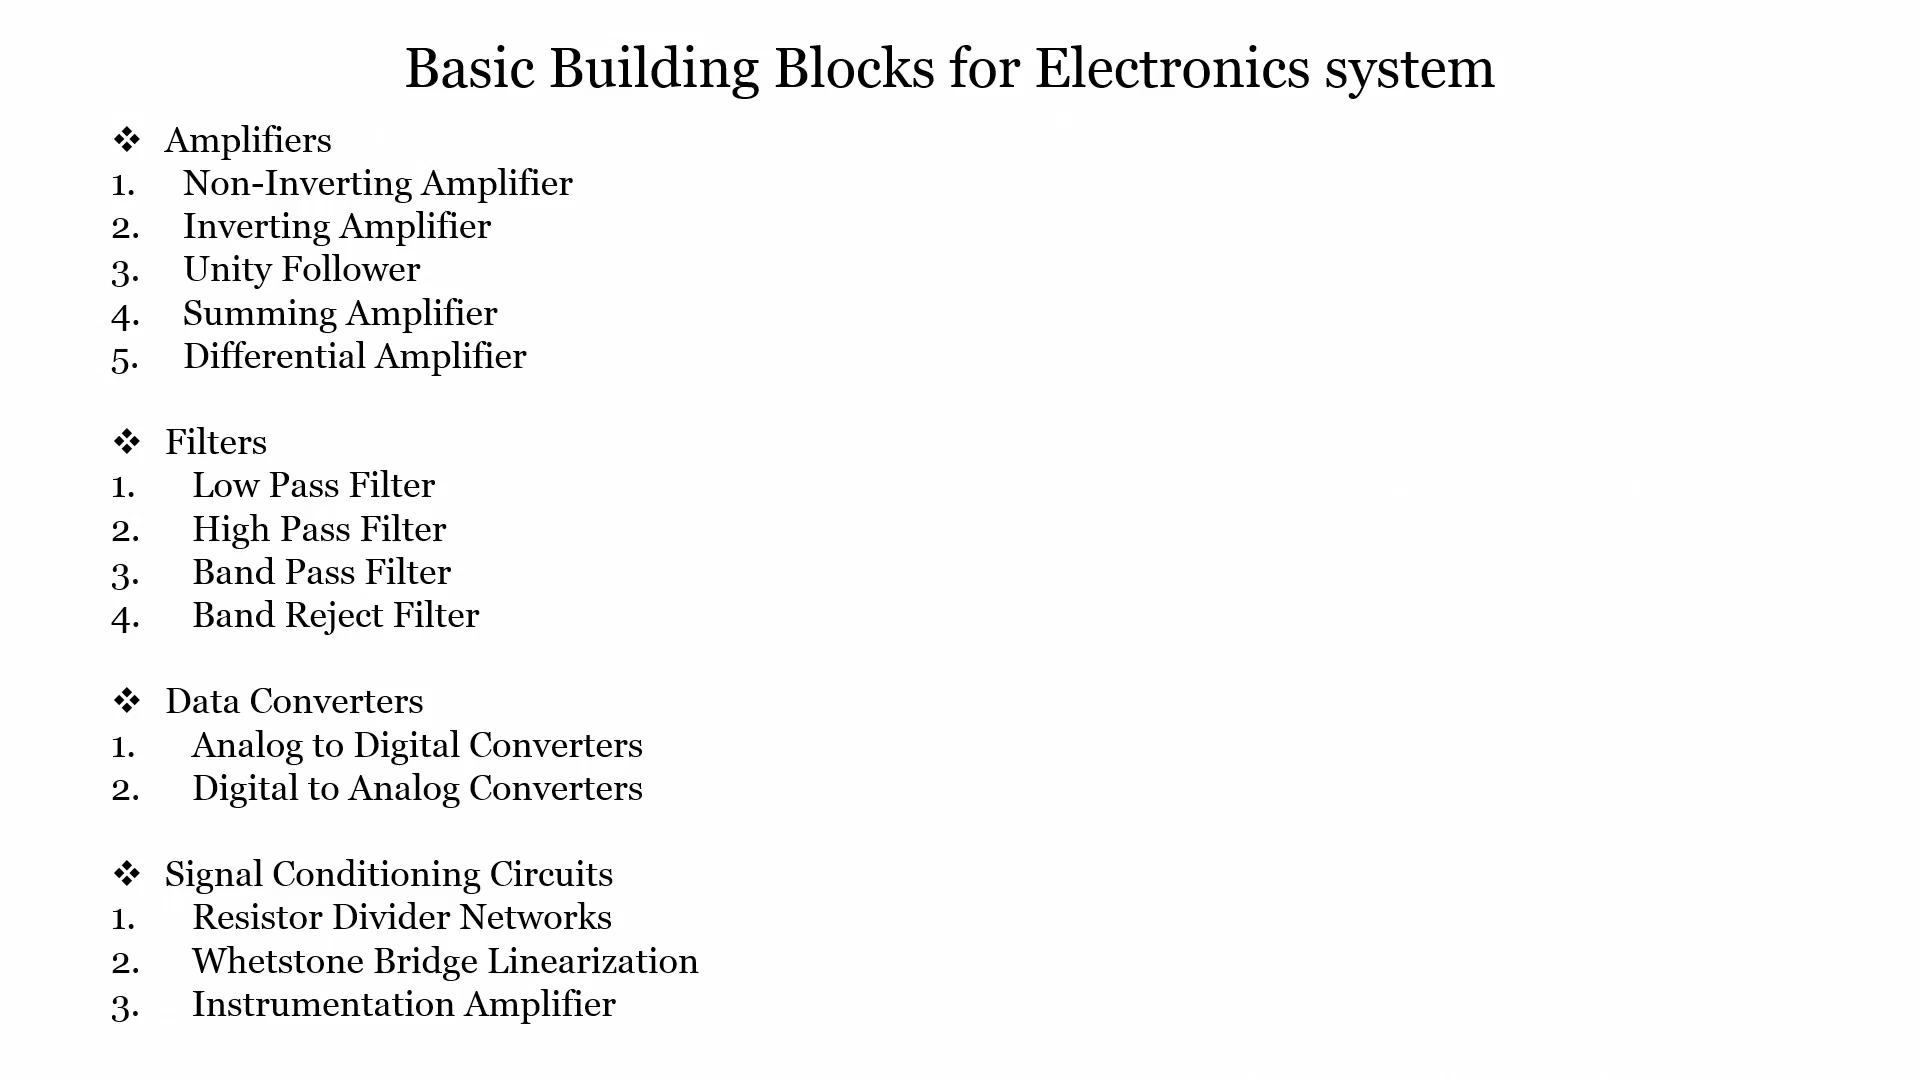 Basic Building Blocks for Electronics system
❖ Amplifiers
1. Non-Inverting Amplifier
2. Inverting Amplifier
3. Unity Follower
4. Summing Amplifier
5. Differential Amplifier
❖ Filters
1. Low Pass Filter
2. High Pass Filter
3. Band Pass Filter
4. Band Reject Filter
❖ Data Converters
1. Analog to Digital Converters
2. Digital to Analog Converters
❖ Signal Conditioning Circuits
1. Resistor Divider Networks
2. Whetstone Bridge Linearization
3. Instrumentation Amplifier